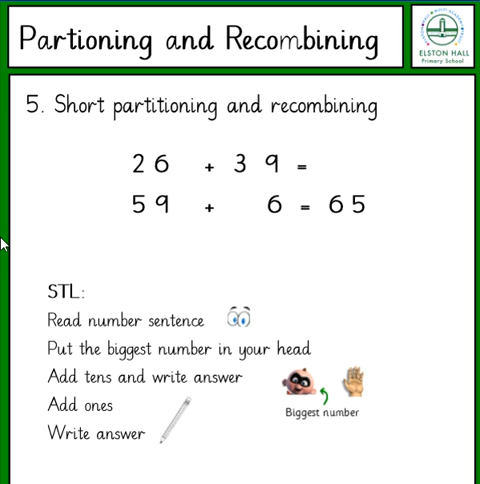 Partioning and Recombining
ELSTON HALL
Primary School
5. Short partitioning and recombining
26 + 39 =
59 + 6 = 65
STL:
Read number sentence
Put the biggest number in your head
Add tens and write answer
Add ones
Biggest number
Write answer